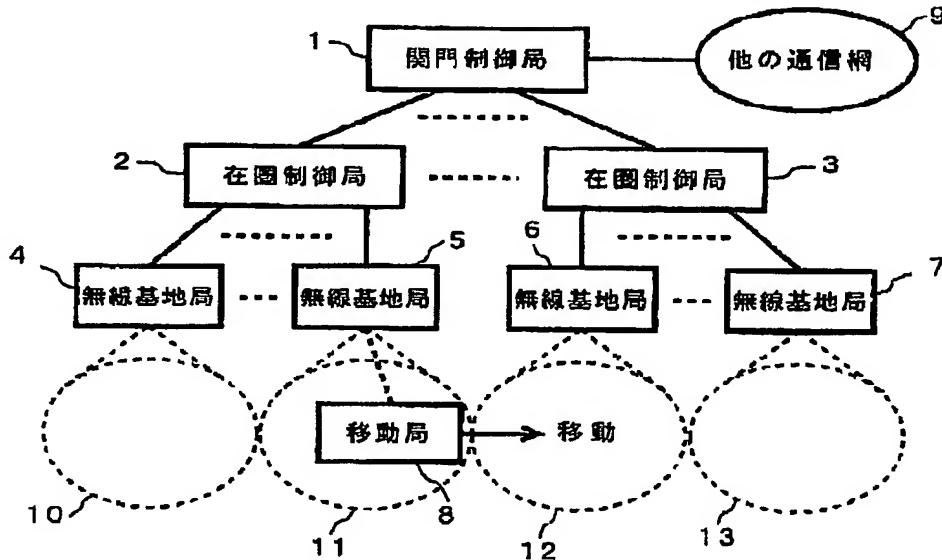 9
1
関門制御局
他の通信網
2
在圏制御局
在圏制御局
3
4
5
6
7
無線基地局
無線基地局
無線基地局
無線基地局
移動局
移動
10
11
8
12
13